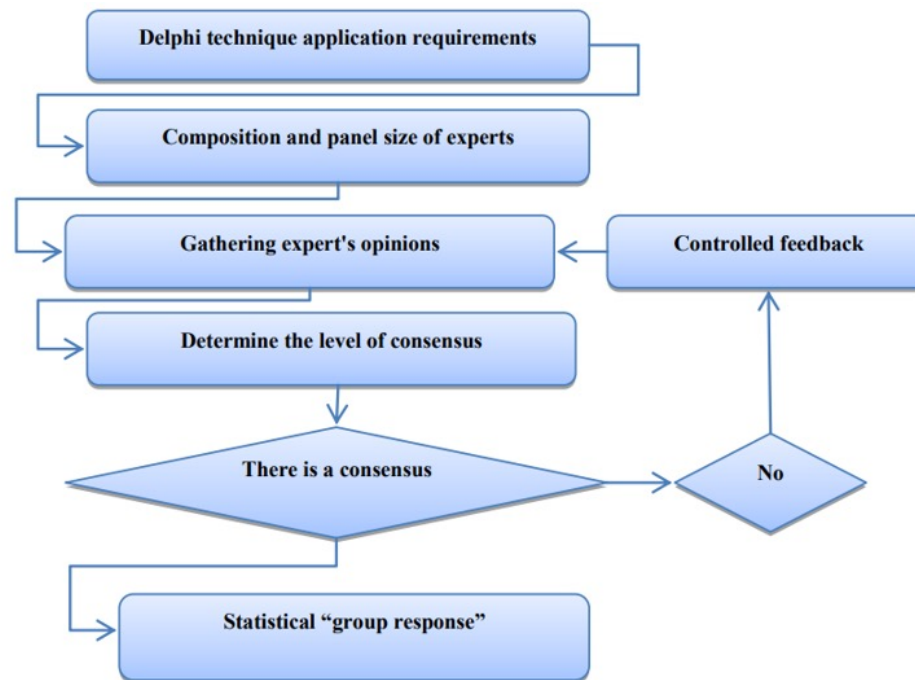 Delphi technique application requirements
Composition and panel size of experts
Gathering expert's opinions
Controlled feedback
Determine the level of consensus
There is a consensus
No
Statistical “group response”